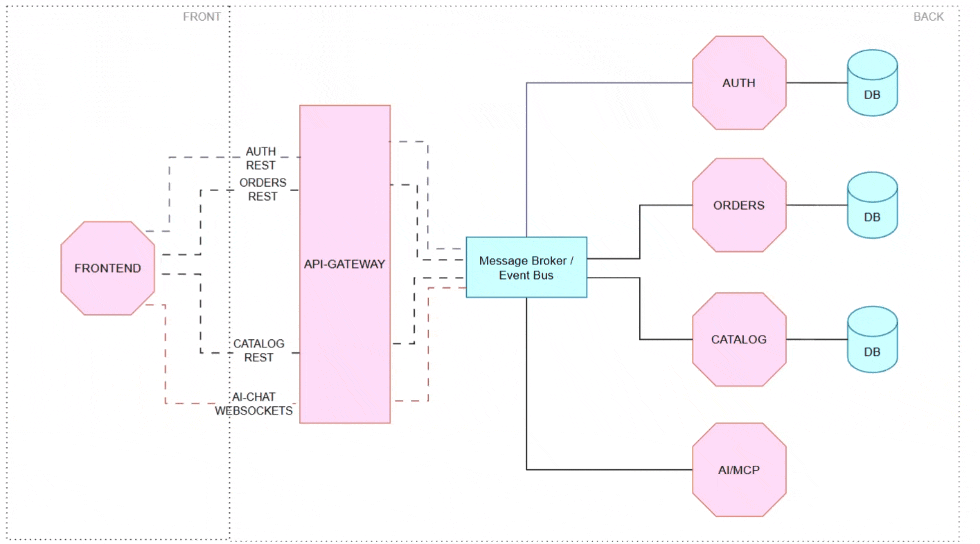 FRONT
BACK
AUTH
DB
AUTH
REST
ORDERS
REST
ORDERS
DB
FRONTEND
API-GATEWAY
Message Broker /
Event Bus
CATALOG
REST
CATALOG
DB
AI-CHAT
WEBSOCKETS
AI/MCP